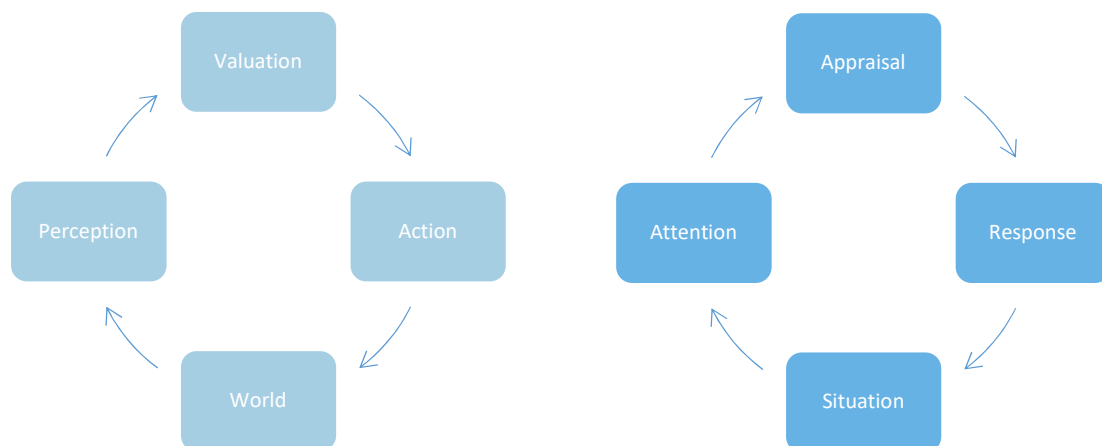 Valuation
Appraisal
Perception
Action
Attention
Response
World
Situation